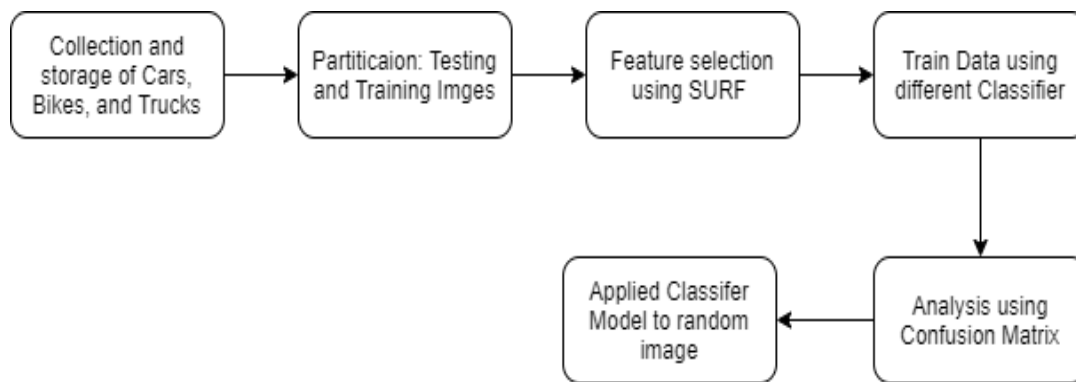 Collection and
storage of Cars,
Bikes, and Trucks
Partiticaion: Testing
and Training Imges
Feature selection
using SURF
Train Data using
different Classifier
Analysis using
Confusion Matrix
Applied Classifer
Model to random
image